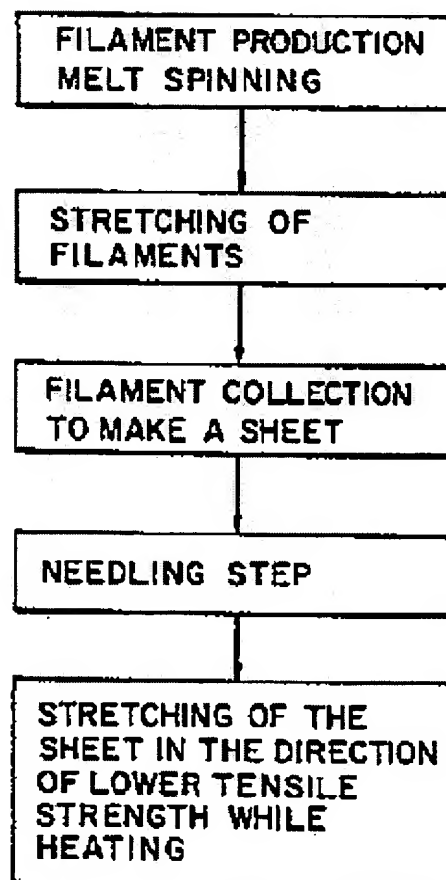 FILAMENT PRODUCTION
MELT SPINNING
STRETCHING OF
FILAMENTS
FILAMENT COLLECTION
TO MAKE A SHEET
NEEDLING STEP
STRETCHING OF THE
SHEET IN THE DIRECTION
OF LOWER TENSILE
STRENGTH WHILE
HEATING